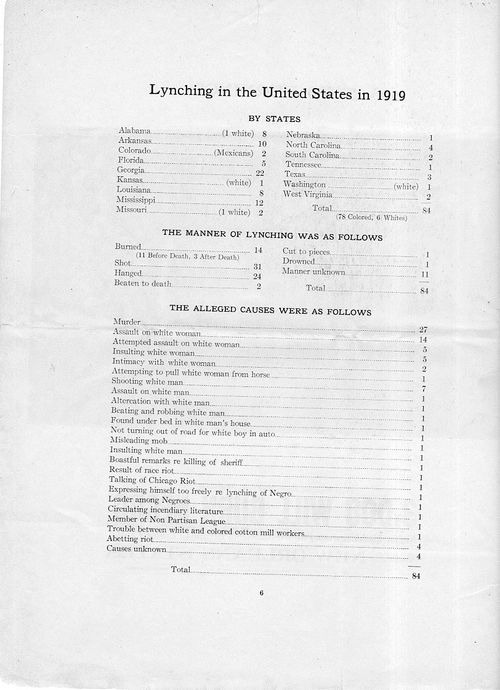 Lynching in the United States in 1919
BY STATES
Alabama (1 white) 8
Arkansas 10
Colorado (Mexicans) 2
Florida 5
Georgia 22
Kansas (white) 1
Louisiana 8
Mississippi 12
Missouri (1 white) 2
Nebraska 1
North Carolina 4
South Carolina 2
Tennessee 1
Texas 3
Washington (white) 1
West Virginia 2
Total 84
(78 Colored, 6 Whites)
THE MANNER OF LYNCHING WAS AS FOLLOWS
Burned 14
(11 Before Death, 3 After Death)
Shot 31
Hanged 24
Beaten to death 2
Cut to pieces 1
Drowned 1
Manner unknown 11
Total 84
THE ALLEGED CAUSES WERE AS FOLLOWS
Murder 27
Assault on white woman 14
Attempted assault on white woman 5
Insulting white woman 5
Intimacy with white woman 2
Attempting to pull white woman from horse 1
Shooting white man 7
Assault on white man 1
Altercation with white man 1
Beating and robbing white man 1
Found under bed in white man's house 1
Not turning out of road for white boy in auto 1
Misleading mob 1
Insulting white man 1
Boastful remarks re killing of sheriff 1
Result of race riot 1
Talking of Chicago Riot 1
Expressing himself too freely re lynching of Negro 1
Leader among Negroes 1
Circulating incendiary literature 1
Member of Non Partisan League 1
Trouble between white and colored cotton mill workers 1
Abetting riot 4
Causes unknown 4
Total 84
6